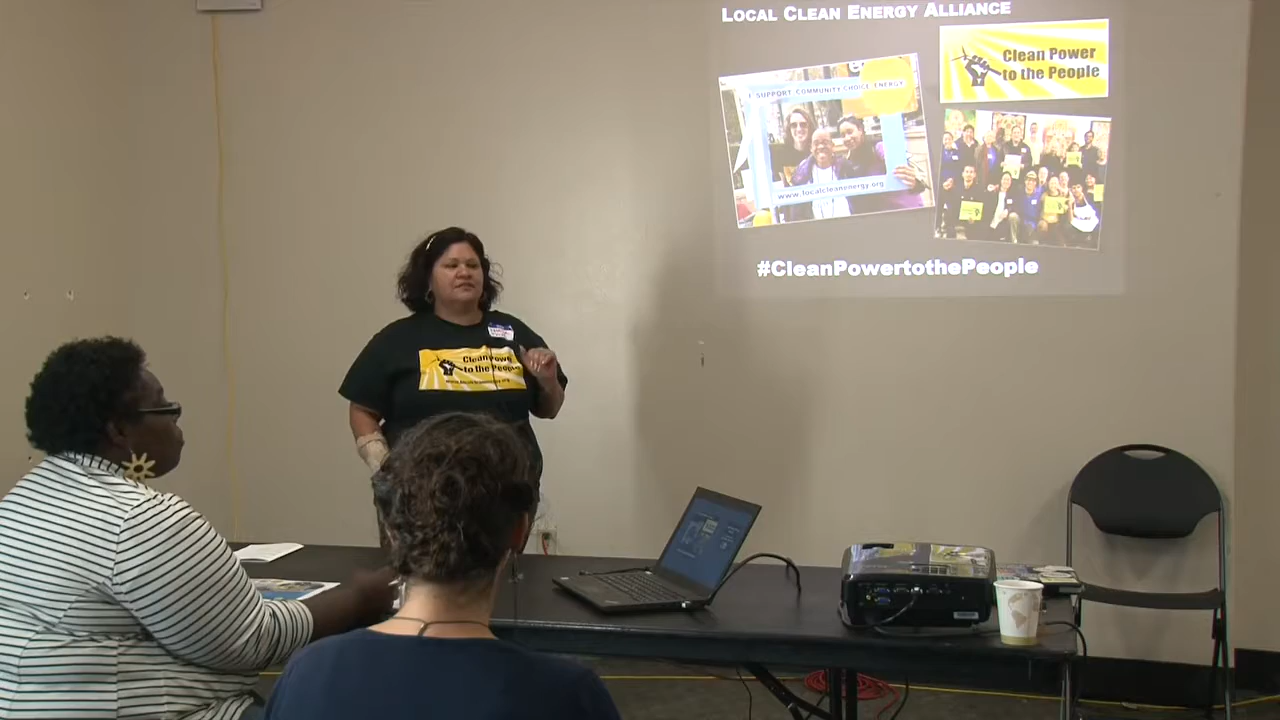 LOCAL CLEAN ENERGY ALLIANCE
Clean Power
to the People
I SUPPORT COMMUNITY CHOICE ENERGY
www.localcleanenergy.org
#CleanPowertothePeople
Clean Powe
to the People